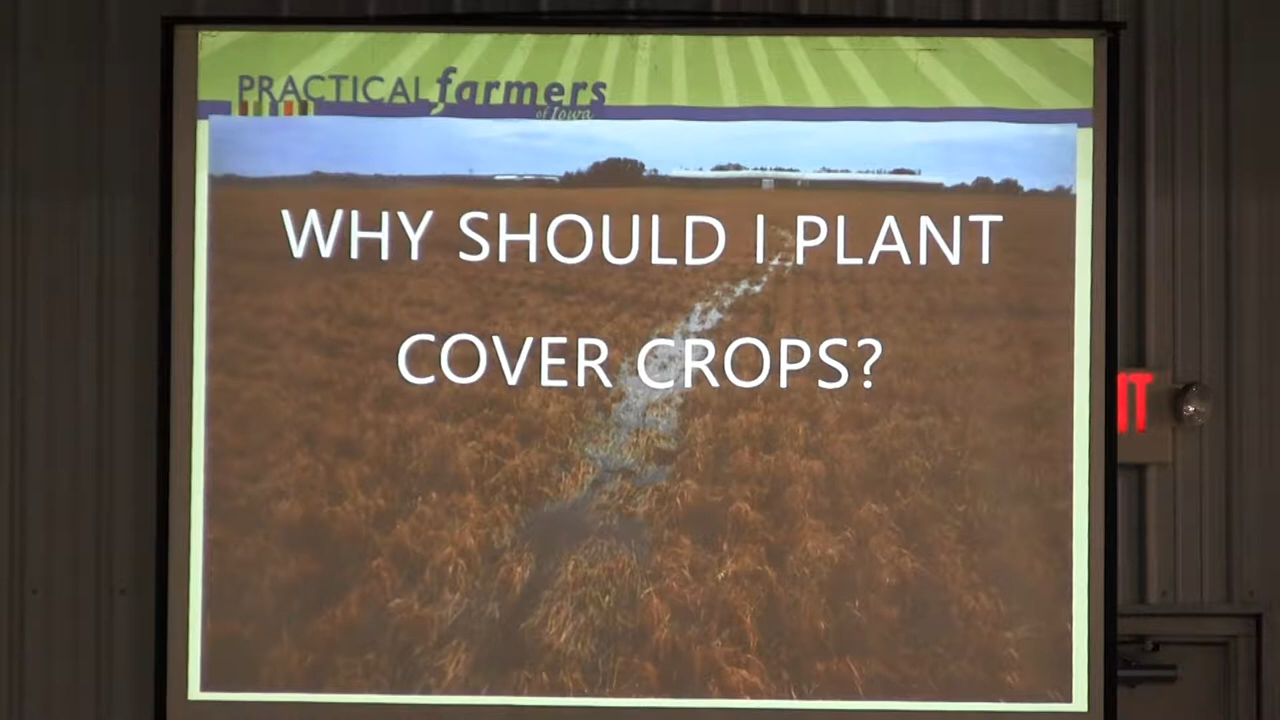 PRACTICAL farmers
of Iowa
WHY SHOULD I PLANT
COVER CROPS?
IT